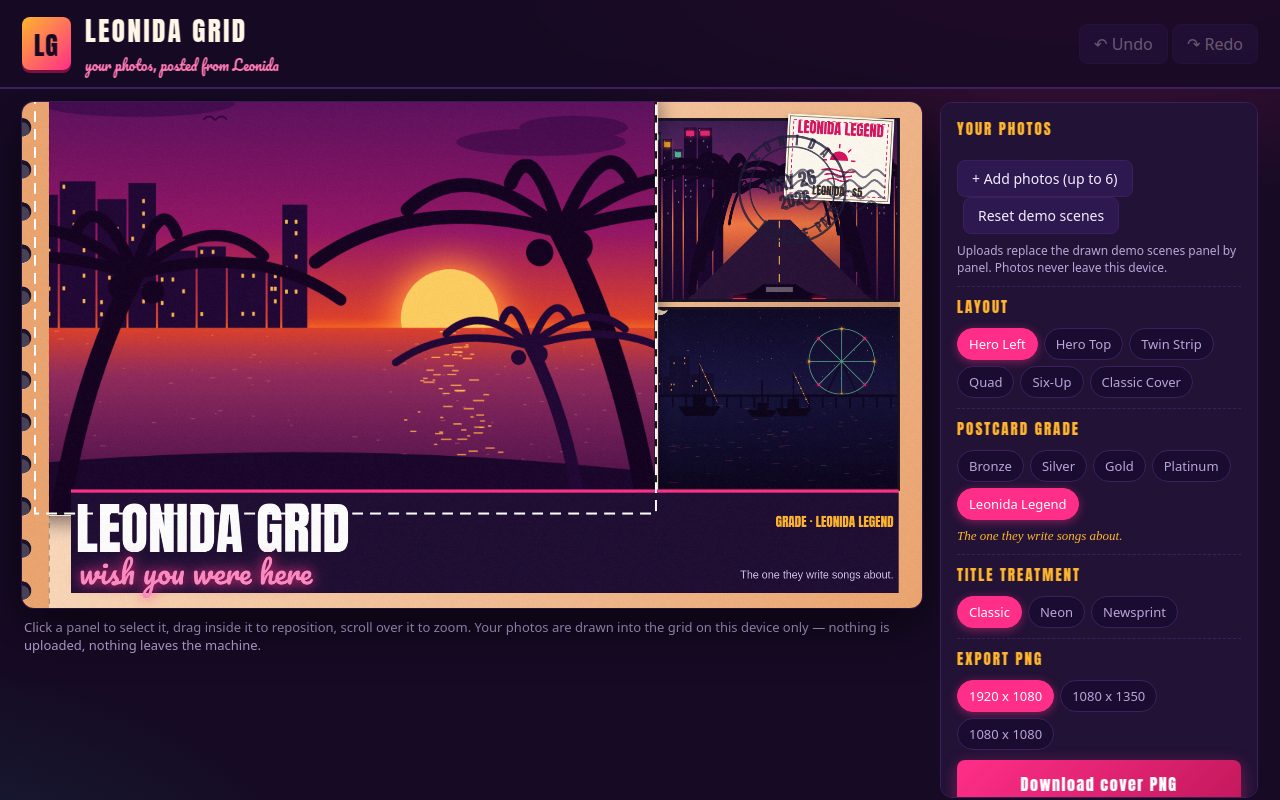 LG
LEONIDA GRID
your photos, posted from Leonida
↶ Undo
↷ Redo
LEONIDA LEGEND
LEONIDA · $5
MAY 26
2026
LEONIDA GRID
wish you were here
GRADE · LEONIDA LEGEND
The one they write songs about.
Click a panel to select it, drag inside it to reposition, scroll over it to zoom. Your photos are drawn into the grid on this device only — nothing is
uploaded, nothing leaves the machine.
YOUR PHOTOS
+ Add photos (up to 6)
Reset demo scenes
Uploads replace the drawn demo scenes panel by
panel. Photos never leave this device.
LAYOUT
Hero Left
Hero Top
Twin Strip
Quad
Six-Up
Classic Cover
POSTCARD GRADE
Bronze
Silver
Gold
Platinum
Leonida Legend
The one they write songs about.
TITLE TREATMENT
Classic
Neon
Newsprint
EXPORT PNG
1920 x 1080
1080 x 1350
1080 x 1080
Download cover PNG